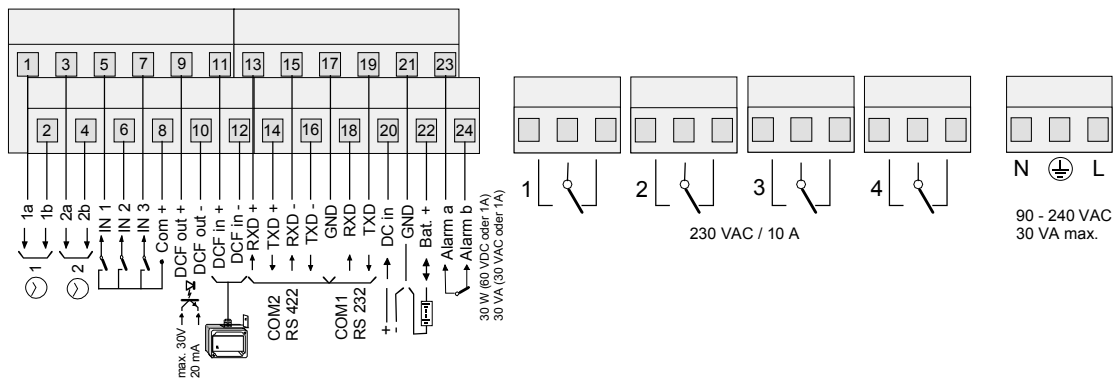 1 3 5 7 9 11 13 15 17 19 21 23
2 4 6 8 10 12 14 16 18 20 22 24
1a
1b
2a
2b
IN 1
IN 2
IN 3
Com +
DCF out +
DCF out -
DCF in +
DCF in -
RXD +
TXD +
RXD -
TXD -
GND
RXD
TXD
DC in
GND
Bat. +
Alarm a
Alarm b
30 W (60 VDC oder 1A)
30 VA (30 VAC oder 1A)
1
2
max. 30V
20 mA
COM2
RS 422
COM1
RS 232
+
-
1
2
3
4
230 VAC / 10 A
N L
90 - 240 VAC
30 VA max.